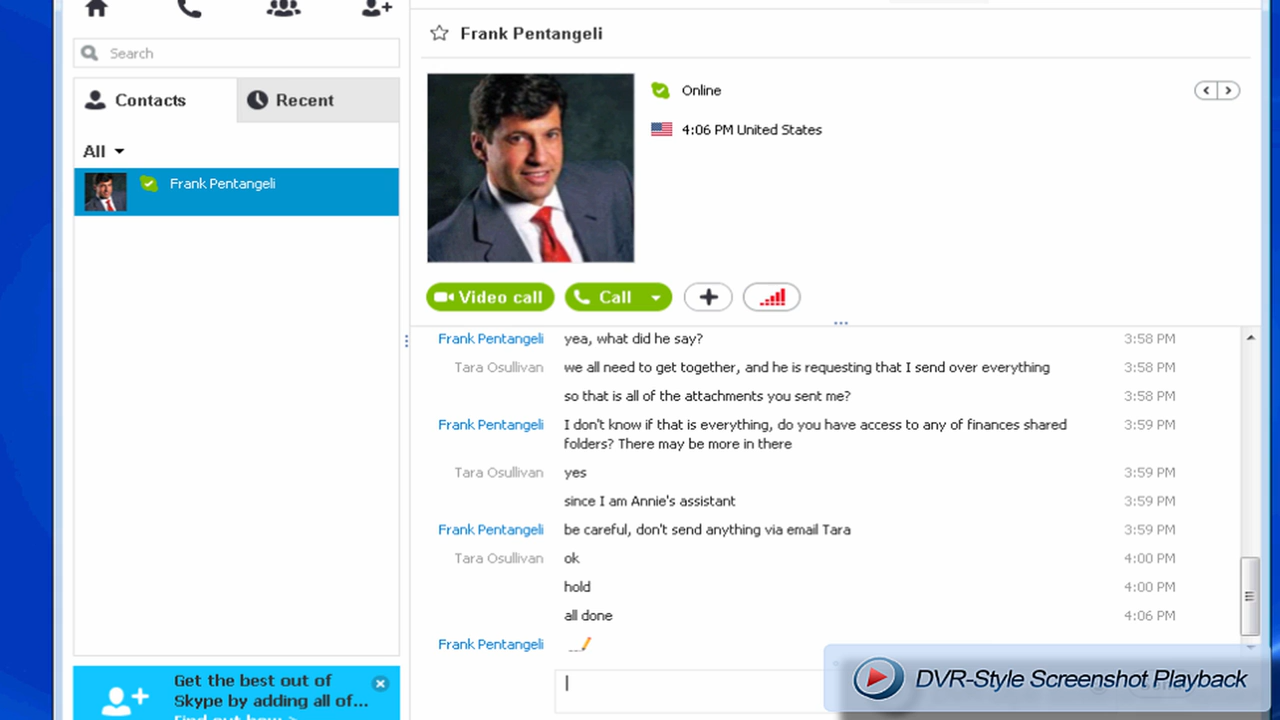 Frank Pentangeli
Search
Contacts
Recent
Online
4:06 PM United States
All
Frank Pentangeli
Video call
Call
Frank Pentangeli yea, what did he say? 3:58 PM
Tara Osullivan we all need to get together, and he is requesting that I send over everything 3:58 PM
so that is all of the attachments you sent me? 3:58 PM
Frank Pentangeli I don't know if that is everything, do you have access to any of finances shared 3:59 PM
folders? There may be more in there
Tara Osullivan yes 3:59 PM
since I am Annie's assistant 3:59 PM
Frank Pentangeli be careful, don't send anything via email Tara 3:59 PM
Tara Osullivan ok 4:00 PM
hold 4:00 PM
all done 4:06 PM
Frank Pentangeli
Get the best out of
Skype by adding all of...
Find out how >
DVR-Style Screenshot Playback